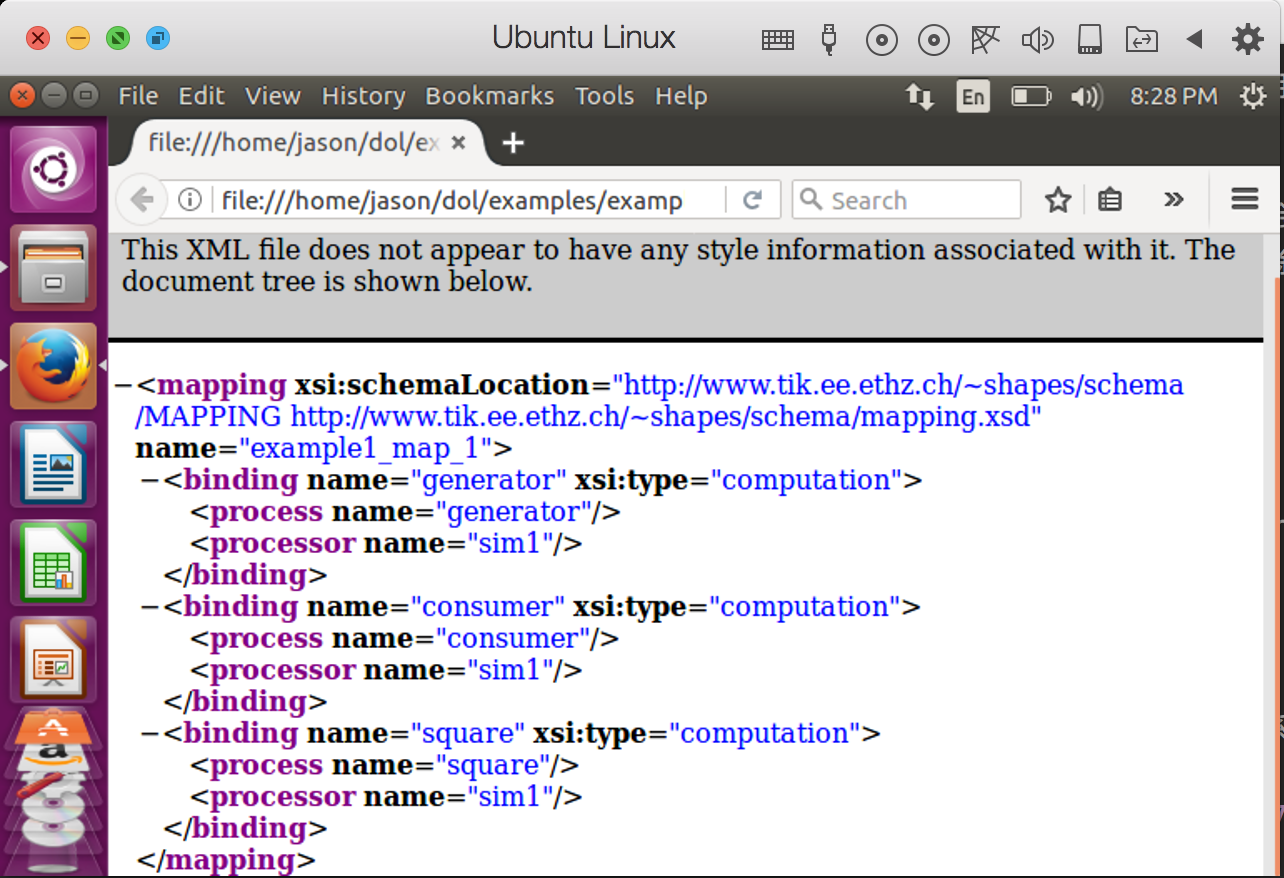 Ubuntu Linux
File Edit View History Bookmarks Tools Help
En
8:28 PM
file:///home/jason/dol/ex
file:///home/jason/dol/examples/examp
Search
This XML file does not appear to have any style information associated with it. The
document tree is shown below.
−<mapping xsi:schemaLocation="http://www.tik.ee.ethz.ch/~shapes/schema
/MAPPING http://www.tik.ee.ethz.ch/~shapes/schema/mapping.xsd"
name="example1_map_1">
−<binding name="generator" xsi:type="computation">
<process name="generator"/>
<processor name="sim1"/>
</binding>
−<binding name="consumer" xsi:type="computation">
<process name="consumer"/>
<processor name="sim1"/>
</binding>
−<binding name="square" xsi:type="computation">
<process name="square"/>
<processor name="sim1"/>
</binding>
</mapping>